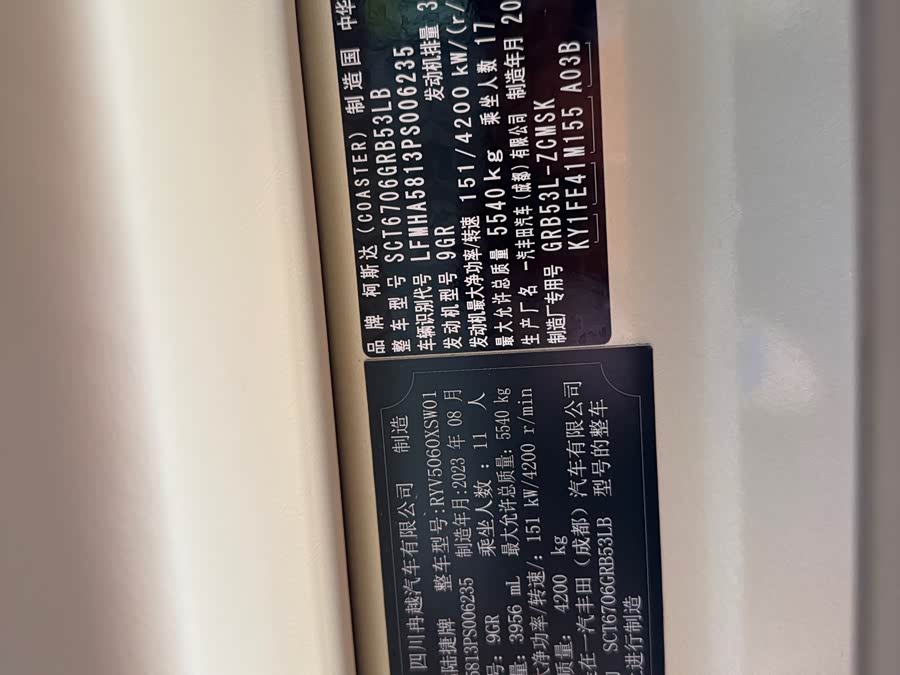 品牌 柯斯达(COASTER) 制造国 中华
整车型号 SCT6706GRB53LB
车辆识别代号 LFMHA5813PS006235
发动机型号 9GR 发动机排量 3
发动机最大净功率/转速 151/4200kW/(r/
最大允许总质量 5540kg 乘坐人数 17
生产厂名 一汽丰田汽车(成都)有限公司 制造年月 20
制造厂专用号 GRB53L-ZCMSK
KY1FE41M155 A03B
四川冉越汽车有限公司 制造
陆捷牌 整车型号:RYV5060XSW01
5813PS006235 制造年月:2023 年 08 月
号: 9GR 乘坐人数: 11 人
量: 3956 mL 最大允许总质量: 5540 kg
净功率/转速/: 151 kW/4200 r/min
质量: 4200 kg
在一汽丰田(成都)汽车有限公司
SCT6706GRB53LB 型号的整车
进行制造